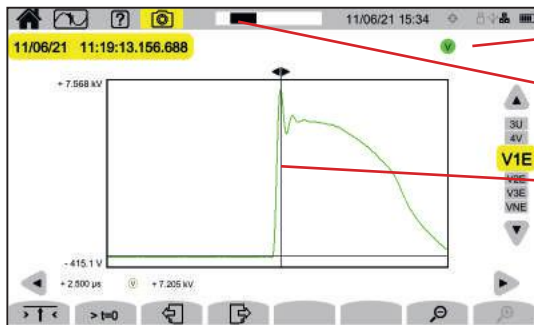 ?
11/06/21 15:34
11/06/21 11:19:13.156.688
V
+ 7.568 kV
3U
4V
V1E
V2E
V3E
VNE
- 415.1 V
+ 2.500 µs V + 7.205 kV
> t=0